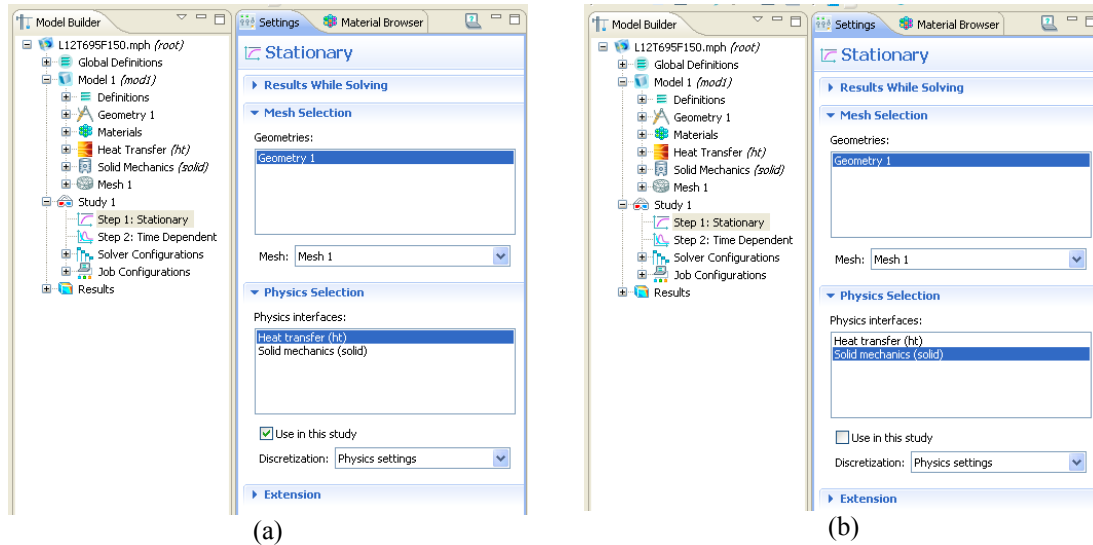 Model Builder
L12T695F150.mph (root)
Global Definitions
Model 1 (mod1)
Definitions
Geometry 1
Materials
Heat Transfer (ht)
Solid Mechanics (solid)
Mesh 1
Study 1
Step 1: Stationary
Step 2: Time Dependent
Solver Configurations
Job Configurations
Results
Settings Material Browser
Stationary
Results While Solving
Mesh Selection
Geometries:
Geometry 1
Mesh: Mesh 1
Physics Selection
Physics interfaces:
Heat transfer (ht)
Solid mechanics (solid)
Use in this study
Discretization: Physics settings
Extension
(a)
Model Builder
L12T695F150.mph (root)
Global Definitions
Model 1 (mod1)
Definitions
Geometry 1
Materials
Heat Transfer (ht)
Solid Mechanics (solid)
Mesh 1
Study 1
Step 1: Stationary
Step 2: Time Dependent
Solver Configurations
Job Configurations
Results
Settings Material Browser
Stationary
Results While Solving
Mesh Selection
Geometries:
Geometry 1
Mesh: Mesh 1
Physics Selection
Physics interfaces:
Heat transfer (ht)
Solid mechanics (solid)
Use in this study
Discretization: Physics settings
Extension
(b)